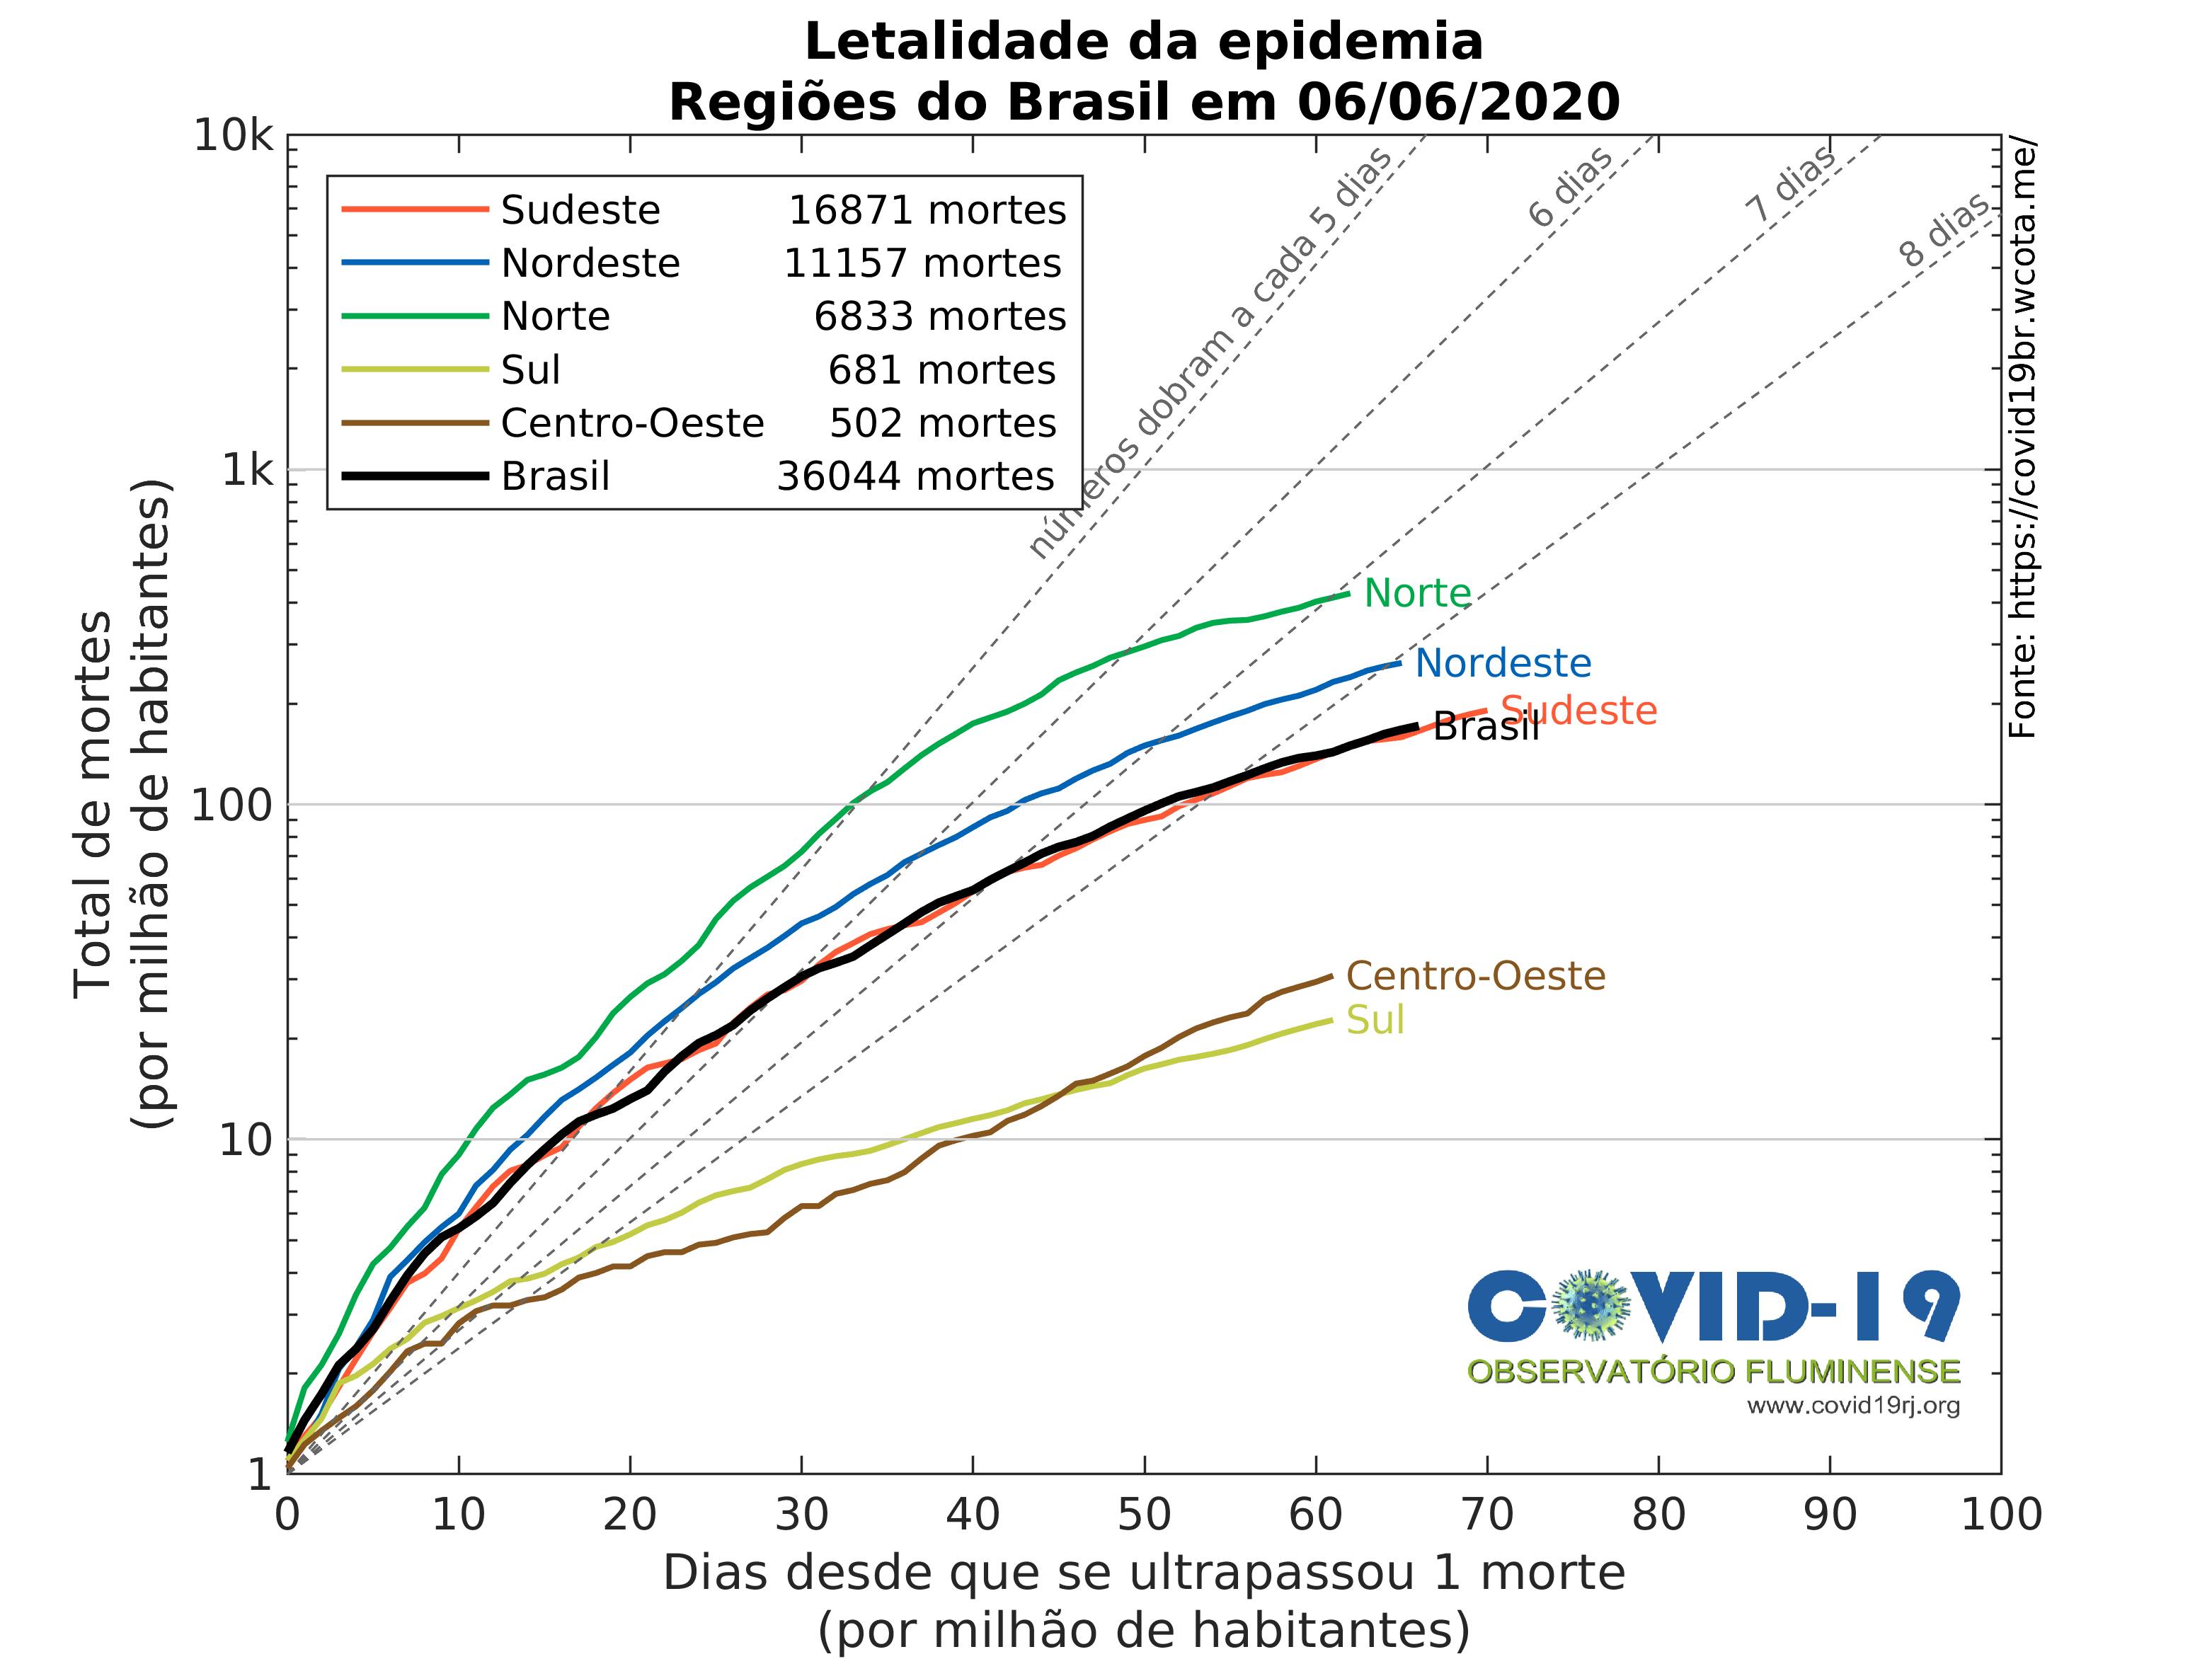 Letalidade da epidemia
Regiões do Brasil em 06/06/2020
10k
1k
100
10
1
Total de mortes
(por milhão de habitantes)
Sudeste 16871 mortes
Nordeste 11157 mortes
Norte 6833 mortes
Sul 681 mortes
Centro-Oeste 502 mortes
Brasil 36044 mortes
números dobram a cada 5 dias
6 dias
7 dias
8 dias
Norte
Nordeste
Sudeste
Brasil
Centro-Oeste
Sul
Fonte: https://covid19br.wcota.me/
COVID-19
OBSERVATÓRIO FLUMINENSE
www.covid19rj.org
0 10 20 30 40 50 60 70 80 90 100
Dias desde que se ultrapassou 1 morte
(por milhão de habitantes)